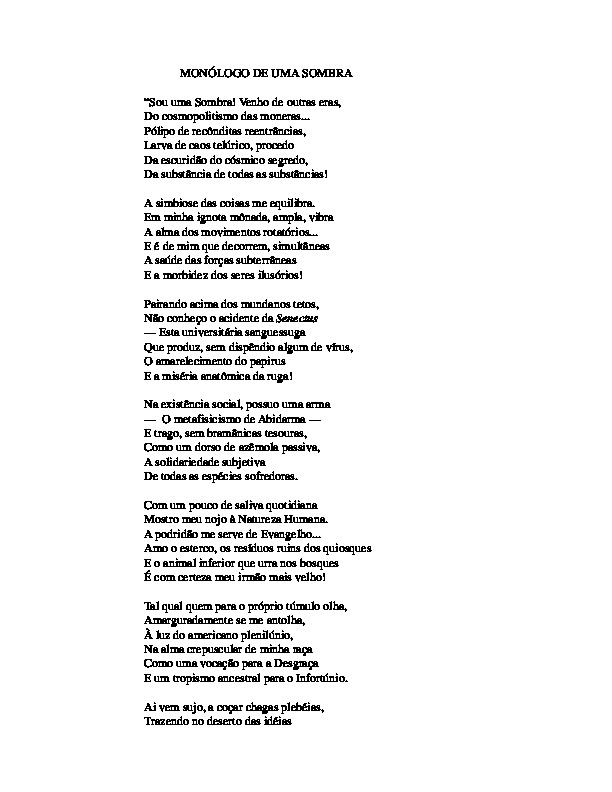 MONÓLOGO DE UMA SOMBRA
“Sou uma Sombra! Venho de outras eras,
Do cosmopolitismo das moneras...
Pólipo de recônditas reentrâncias,
Larva de caos telúrico, procedo
Da escuridão do cósmico segredo,
Da substância de todas as substâncias!
A simbiose das coisas me equilibra.
Em minha ignota mônada, ampla, vibra
A alma dos movimentos rotatórios...
E é de mim que decorrem, simultâneas
A saúde das forças subterrâneas
E a morbidez dos seres ilusórios!
Pairando acima dos mundanos tetos,
Não conheço o acidente da Senectus
— Esta universitária sanguessuga
Que produz, sem dispêndio algum de vírus,
O amarelecimento do papirus
E a miséria anatômica da ruga!
Na existência social, possuo uma arma
— O metafisicismo de Abidarma —
E trago, sem bramânicas tesouras,
Como um dorso de azêmola passiva,
A solidariedade subjetiva
De todas as espécies sofredoras.
Com um pouco de saliva quotidiana
Mostro meu nojo à Natureza Humana.
A podridão me serve de Evangelho...
Amo o esterco, os resíduos ruins dos quiosques
E o animal inferior que urra nos bosques
É com certeza meu irmão mais velho!
Tal qual quem para o próprio túmulo olha,
Amarguradamente se me antolha,
À luz do americano plenilúnio,
Na alma crepuscular de minha raça
Como uma vocação para a Desgraça
E um tropismo ancestral para o Infortúnio.
Aí vem sujo, a coçar chagas plebéias,
Trazendo no deserto das idéias